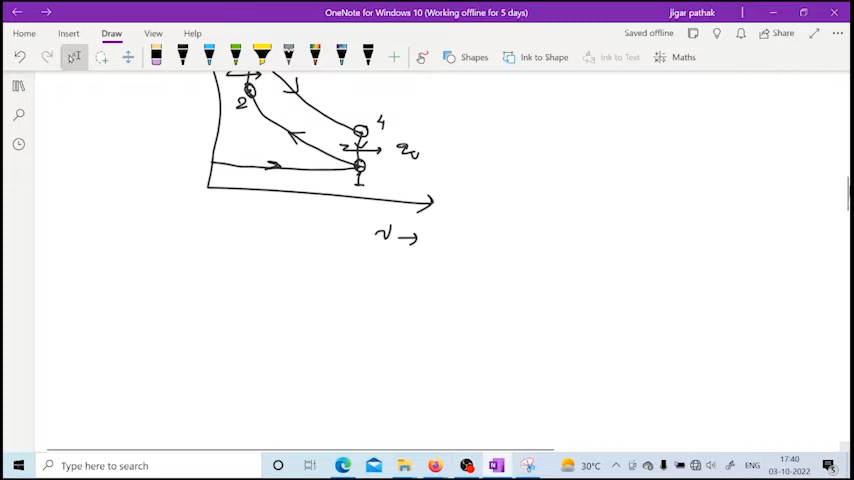 OneNote for Windows 10 (Working offline for 5 days)
jigar pathak
Home Insert Draw View Help
Saved offline
Share
Shapes
Ink to Shape
Ink to Text
Maths
2
4
1
v →
Type here to search
30°C
ENG
17:40
03-10-2022
5